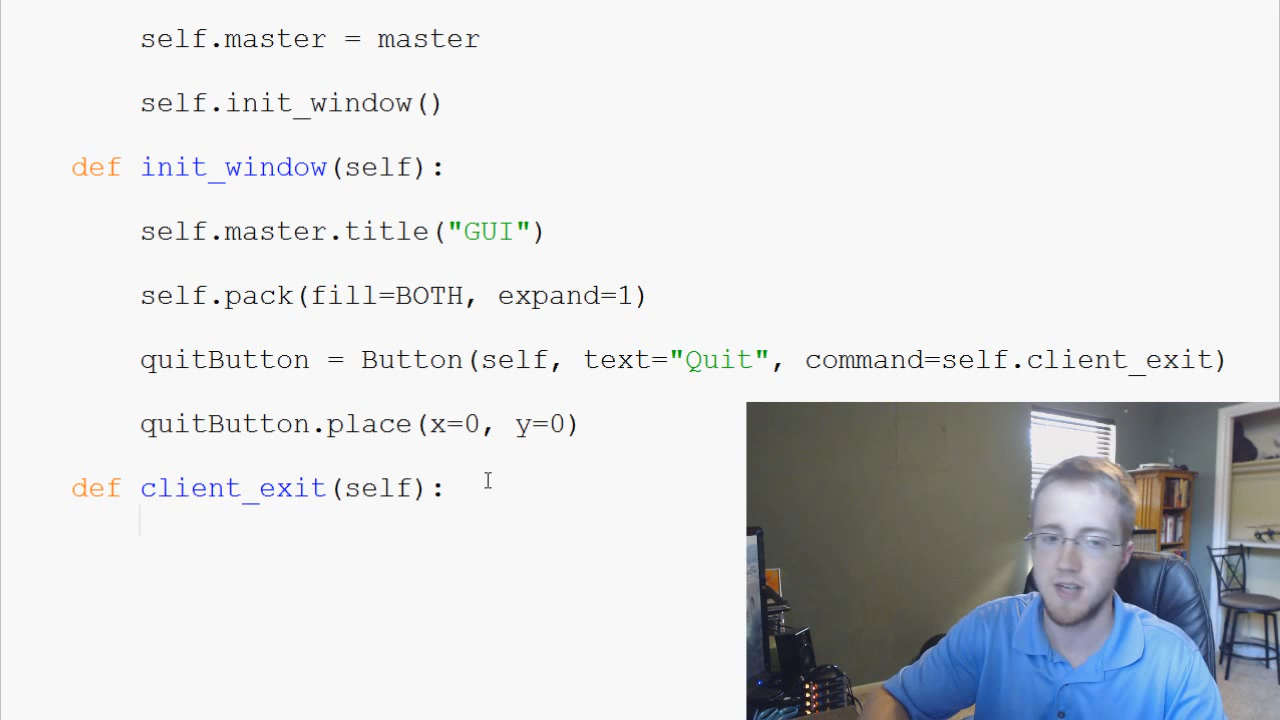 self.master = master
self.init_window()
def init_window(self):
self.master.title("GUI")
self.pack(fill=BOTH, expand=1)
quitButton = Button(self, text="Quit", command=self.client_exit)
quitButton.place(x=0, y=0)
def client_exit(self):